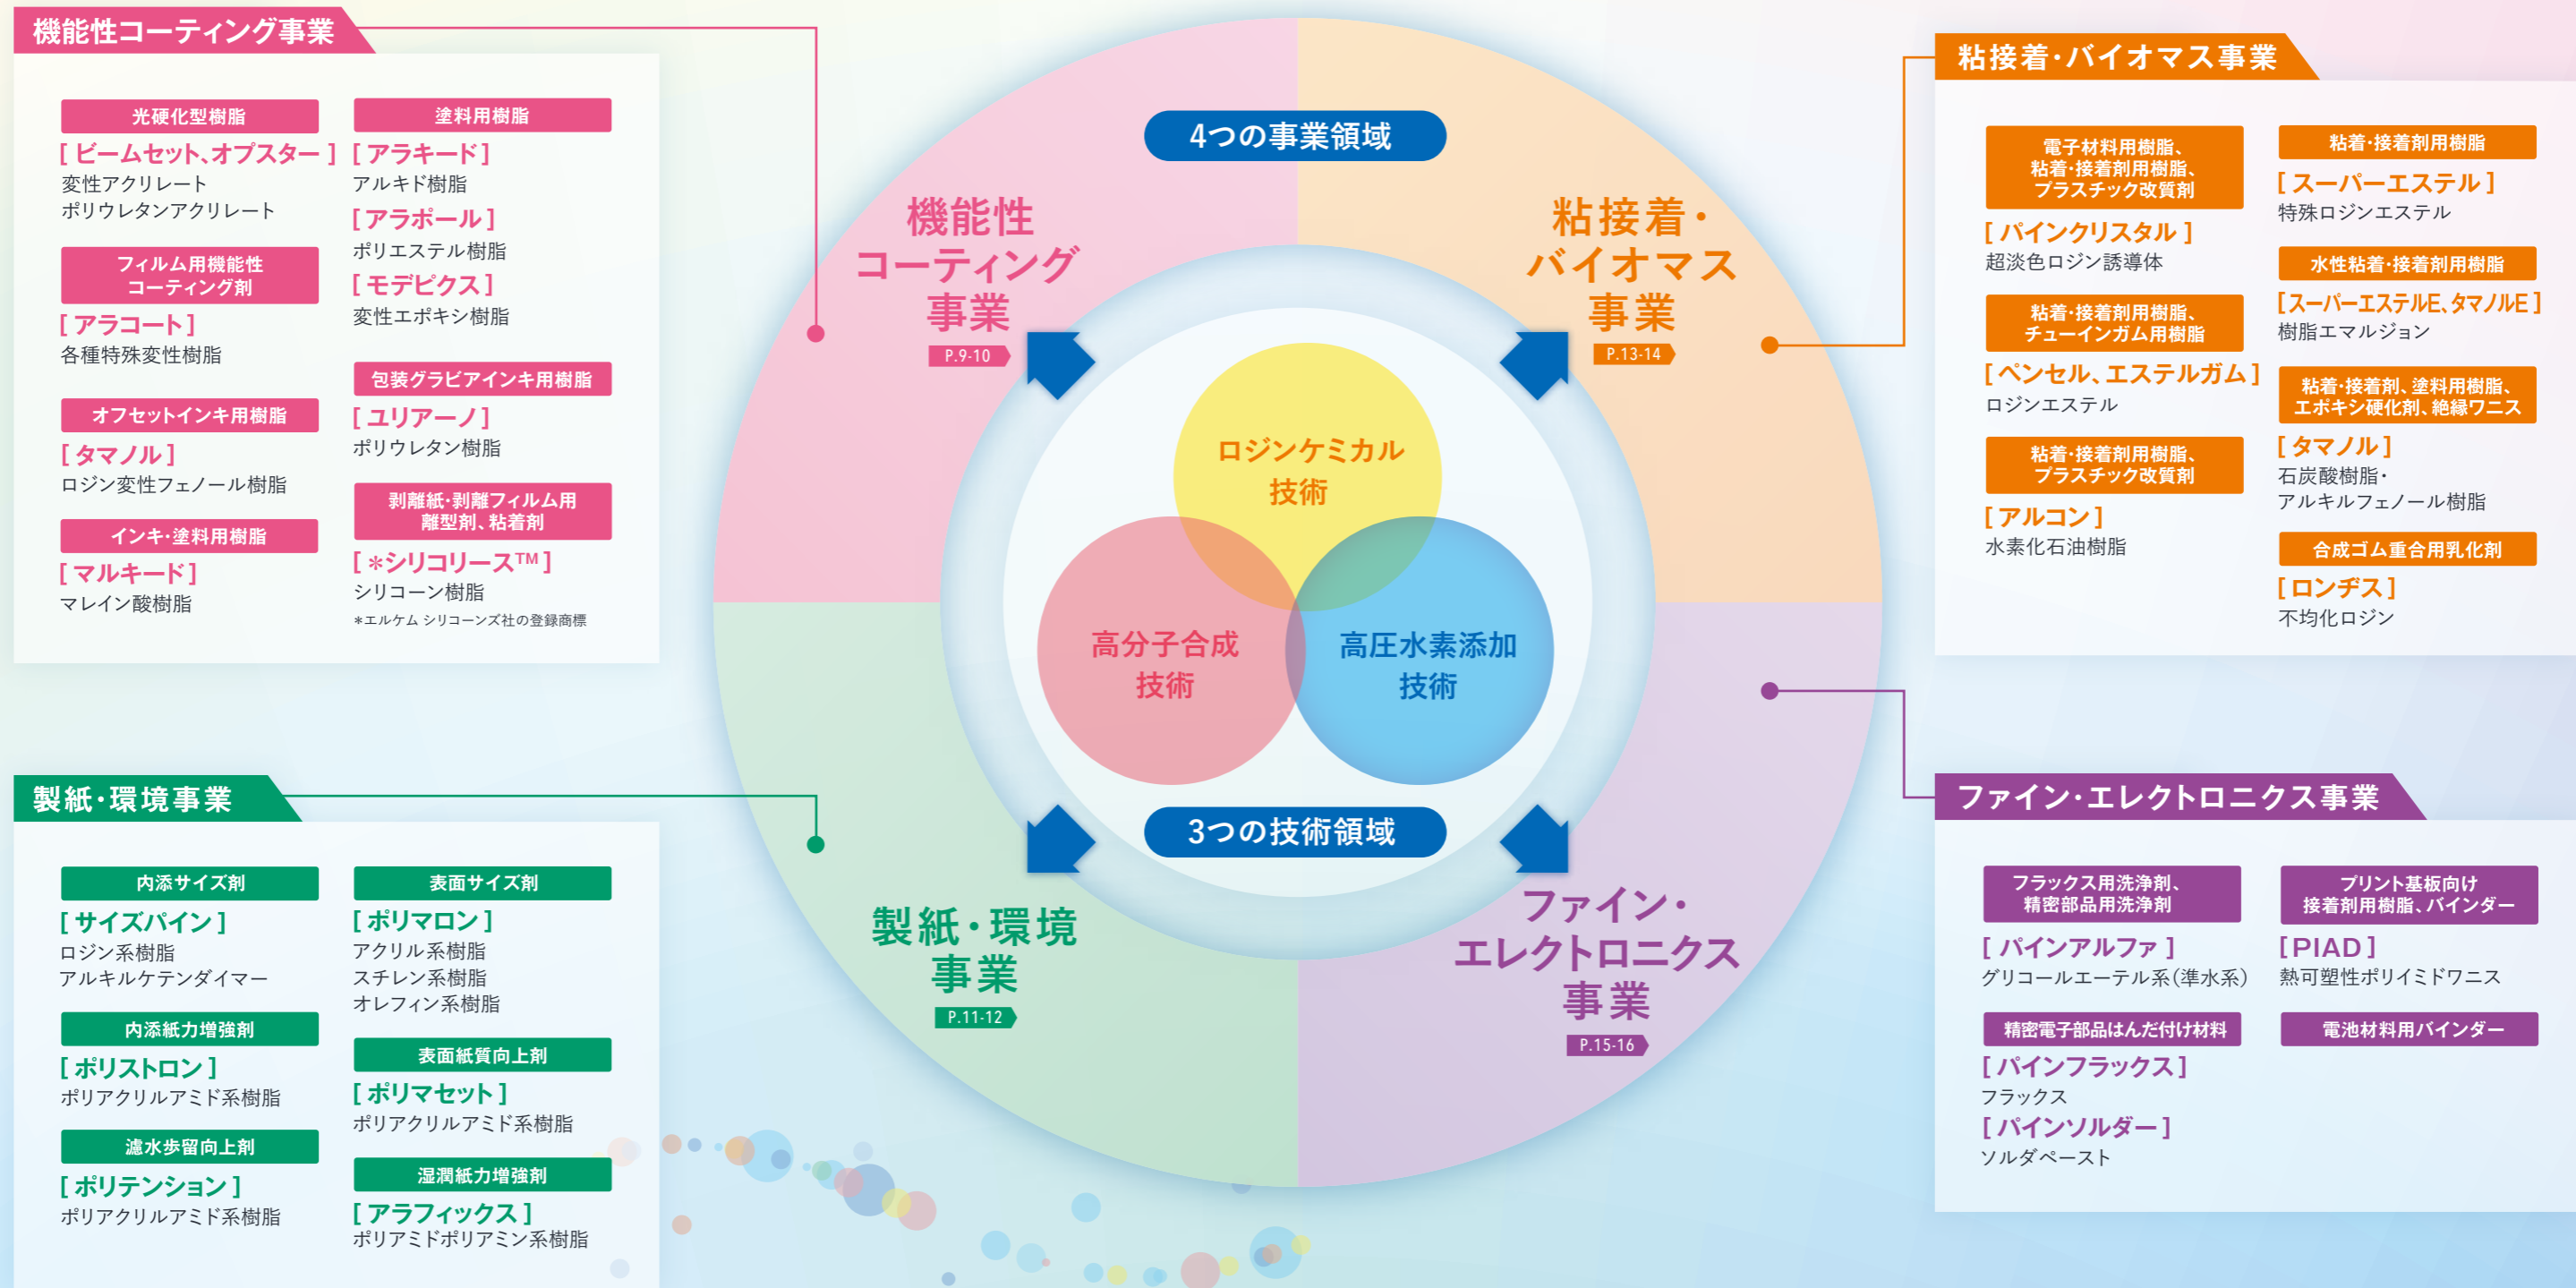 機能性コーティング事業
光硬化型樹脂
[ ビームセット、オプスター ]
変性アクリレート
ポリウレタンアクリレート
フィルム用機能性
コーティング剤
[ アラコート ]
各種特殊変性樹脂
オフセットインキ用樹脂
[ タマノル ]
ロジン変性フェノール樹脂
インキ・塗料用樹脂
[ マルキード ]
マレイン酸樹脂
塗料用樹脂
[ アラキード ]
アルキド樹脂
[ アラポール ]
ポリエステル樹脂
[ モデピクス ]
変性エポキシ樹脂
包装グラビアインキ用樹脂
[ ユリアーノ ]
ポリウレタン樹脂
剥離紙・剥離フィルム用
離型剤、粘着剤
[ ＊シリコリース™ ]
シリコーン樹脂
＊エルケム シリコーンズ社の登録商標
製紙・環境事業
内添サイズ剤
[ サイズパイン ]
ロジン系樹脂
アルキルケテンダイマー
内添紙力増強剤
[ ポリストロン ]
ポリアクリルアミド系樹脂
濾水歩留向上剤
[ ポリテンション ]
ポリアクリルアミド系樹脂
表面サイズ剤
[ ポリマロン ]
アクリル系樹脂
スチレン系樹脂
オレフィン系樹脂
表面紙質向上剤
[ ポリマセット ]
ポリアクリルアミド系樹脂
湿潤紙力増強剤
[ アラフィックス ]
ポリアミドポリアミン系樹脂
4つの事業領域
機能性
コーティング
事業
P.9-10
粘接着・
バイオマス
事業
P.13-14
ロジンケミカル
技術
高分子合成
技術
高圧水素添加
技術
3つの技術領域
製紙・環境
事業
P.11-12
ファイン・
エレクトロニクス
事業
P.15-16
粘接着・バイオマス事業
電子材料用樹脂、
粘着・接着剤用樹脂、
プラスチック改質剤
[ パインクリスタル ]
超淡色ロジン誘導体
粘着・接着剤用樹脂、
チューインガム用樹脂
[ ペンセル、エステルガム ]
ロジンエステル
粘着・接着剤用樹脂、
プラスチック改質剤
[ アルコン ]
水素化石油樹脂
粘着・接着剤用樹脂
[ スーパーエステル ]
特殊ロジンエステル
水性粘着・接着剤用樹脂
[スーパーエステルE、タマノルE ]
樹脂エマルジョン
粘着・接着剤、塗料用樹脂、
エポキシ硬化剤、絶縁ワニス
[ タマノル ]
石炭酸樹脂・
アルキルフェノール樹脂
合成ゴム重合用乳化剤
[ ロンヂス ]
不均化ロジン
ファイン・エレクトロニクス事業
フラックス用洗浄剤、
精密部品用洗浄剤
[ パインアルファ ]
グリコールエーテル系（準水系）
精密電子部品はんだ付け材料
[ パインフラックス ]
フラックス
[ パインソルダー ]
ソルダペースト
プリント基板向け
接着剤用樹脂、バインダー
[ PIAD ]
熱可塑性ポリイミドワニス
電池材料用バインダー